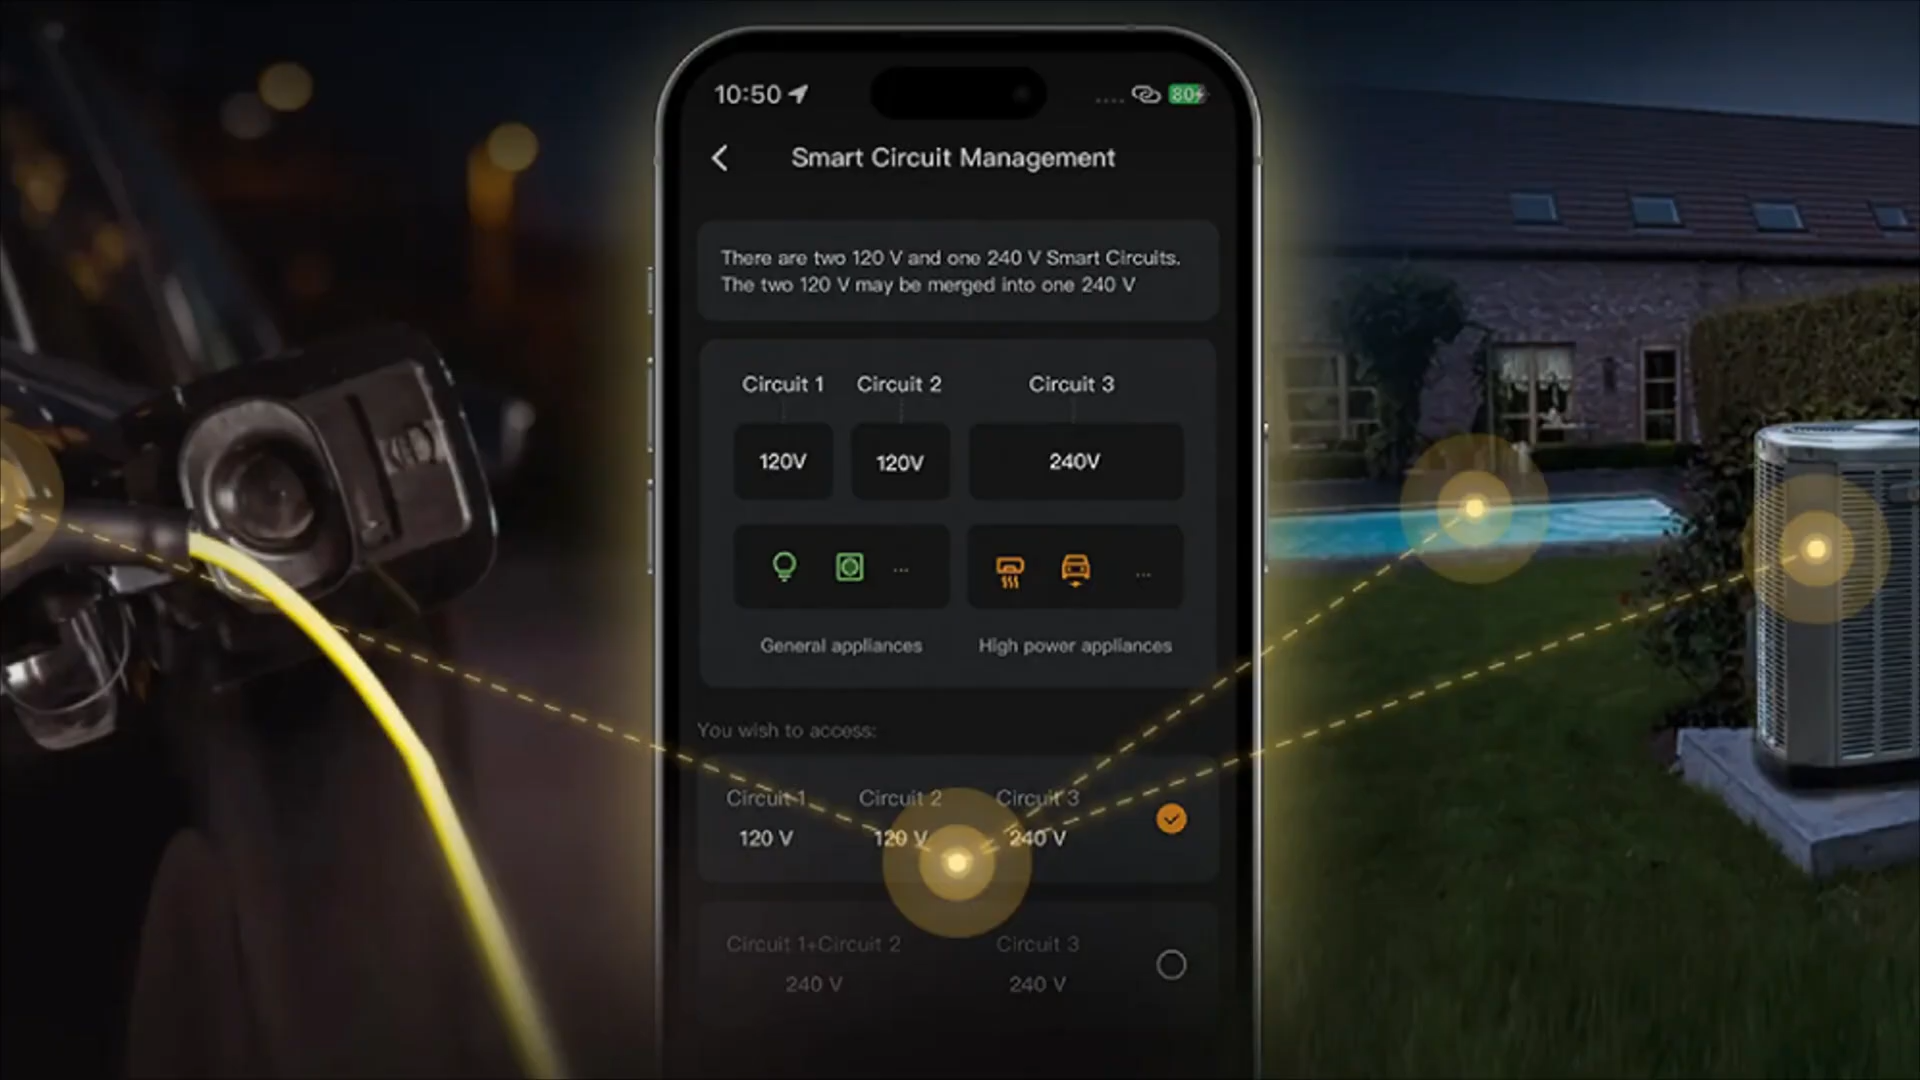 10:50
80
Smart Circuit Management
There are two 120 V and one 240 V Smart Circuits.
The two 120 V may be merged into one 240 V
Circuit 1 Circuit 2 Circuit 3
120V 120V 240V
General appliances High power appliances
You wish to access:
Circuit 1 Circuit 2 Circuit 3
120 V 120 V 240 V
Circuit 1+Circuit 2 Circuit 3
240 V 240 V